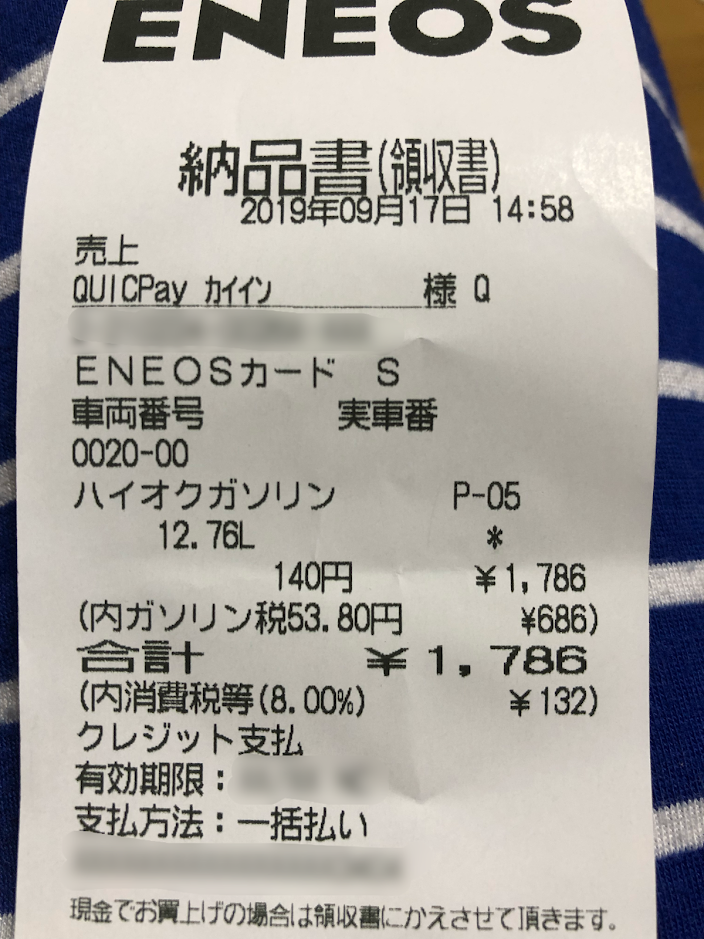 ENEOS
納品書(領収書)
2019年09月17日 14:58
売上
QUICPay カイイン 様 Q
ENEOSカード S
車両番号 実車番
0020-00
ハイオクガソリン P-05
12.76L *
140円 ¥1,786
(内ガソリン税53.80円 ¥686)
合計 ¥1,786
(内消費税等(8.00%) ¥132)
クレジット支払
有効期限:
支払方法:一括払い
現金でお買上げの場合は領収書にかえさせて頂きます。